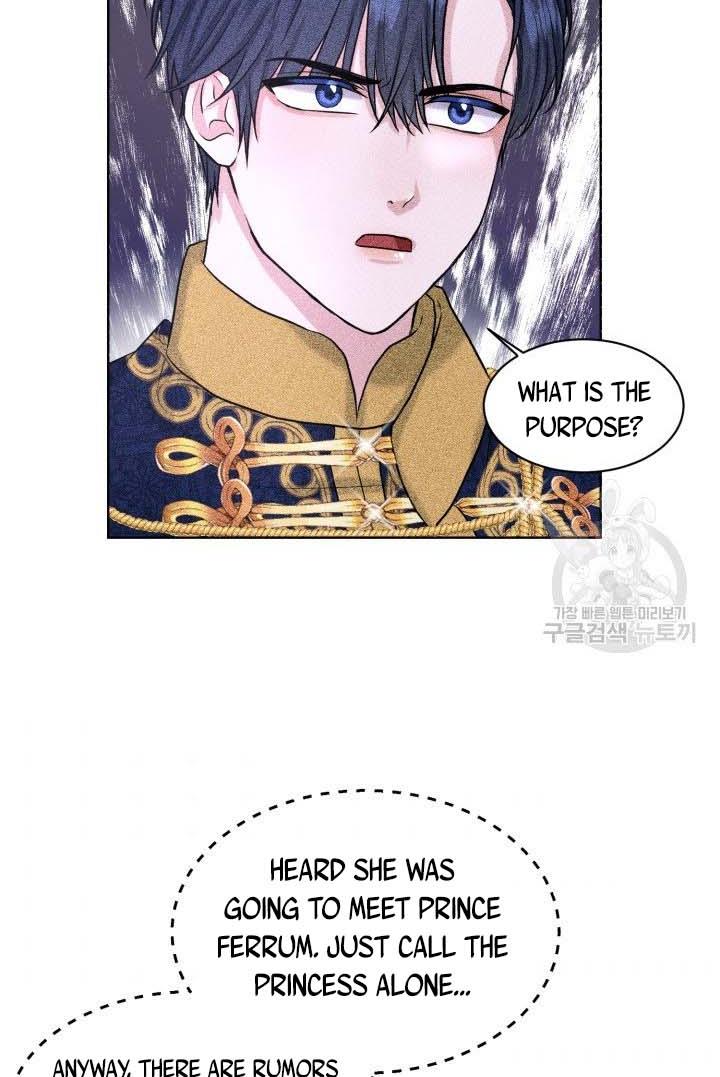 WHAT IS THE
PURPOSE?
가장 빠른 웹툰 미리보기
구글검색 뉴토끼
HEARD SHE WAS
GOING TO MEET PRINCE
FERRUM. JUST CALL THE
PRINCESS ALONE...
ANYWAY, THERE ARE RUMORS